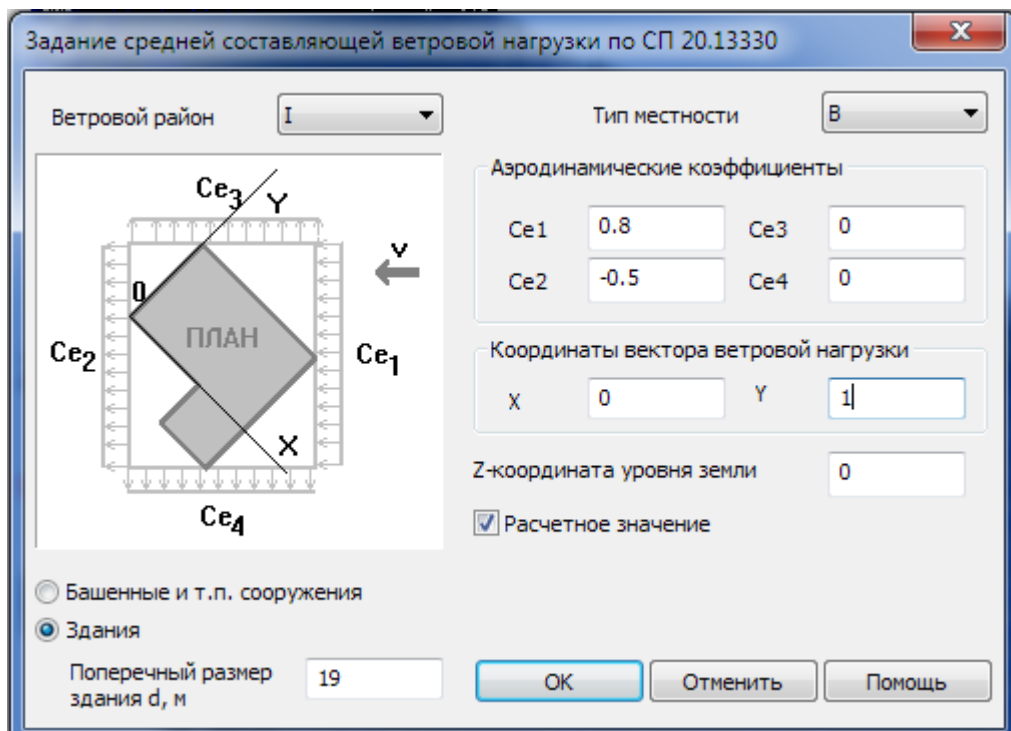 Задание средней составляющей ветровой нагрузки по СП 20.13330
Ветровой район I
Тип местности B
Ce3 Y
v
0
ПЛАН
Ce2
Ce1
X
Ce4
Аэродинамические коэффициенты
Ce1 0.8 Ce3 0
Ce2 -0.5 Ce4 0
Координаты вектора ветровой нагрузки
X 0 Y 1
Z-координата уровня земли 0
Расчетное значение
Башенные и т.п. сооружения
Здания
Поперечный размер
здания d, м 19
OK Отменить Помощь